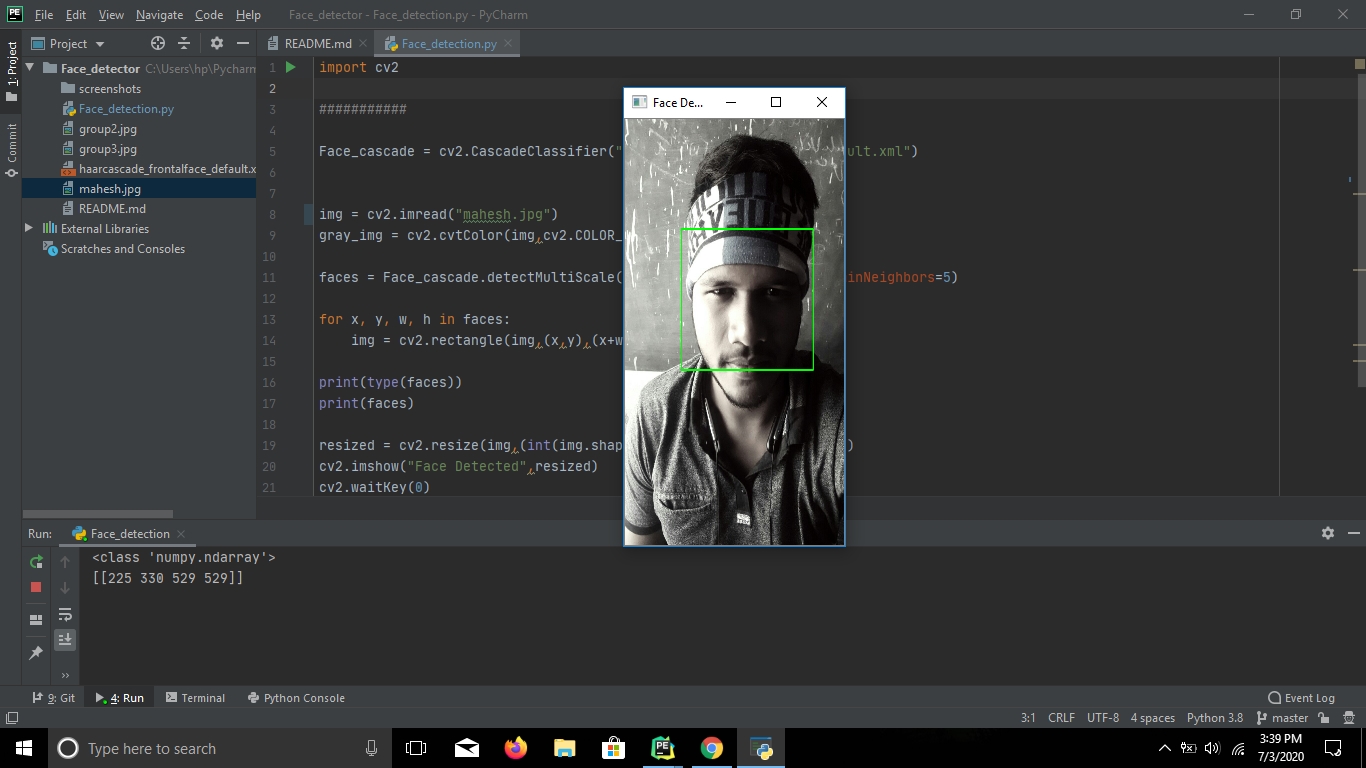 File Edit View Navigate Code Help Face_detector - Face_detection.py - PyCharm
Project
README.md
Face_detection.py
1: Project
Commit
Face_detector C:\Users\hp\Pycharm
screenshots
Face_detection.py
group2.jpg
group3.jpg
haarcascade_frontalface_default.x
mahesh.jpg
README.md
External Libraries
Scratches and Consoles
1 import cv2
2
3 ###########
4
5 Face_cascade = cv2.CascadeClassifier(" ult.xml")
6
7
8 img = cv2.imread("mahesh.jpg")
9 gray_img = cv2.cvtColor(img,cv2.COLOR_
10
11 faces = Face_cascade.detectMultiScale( inNeighbors=5)
12
13 for x, y, w, h in faces:
14 img = cv2.rectangle(img,(x,y),(x+w
15
16 print(type(faces))
17 print(faces)
18
19 resized = cv2.resize(img,(int(img.shap )
20 cv2.imshow("Face Detected",resized)
21 cv2.waitKey(0)
Face De...
Run: Face_detection
<class 'numpy.ndarray'>
[[225 330 529 529]]
9: Git 4: Run Terminal Python Console Event Log
3:1 CRLF UTF-8 4 spaces Python 3.8 master
Type here to search
3:39 PM
7/3/2020